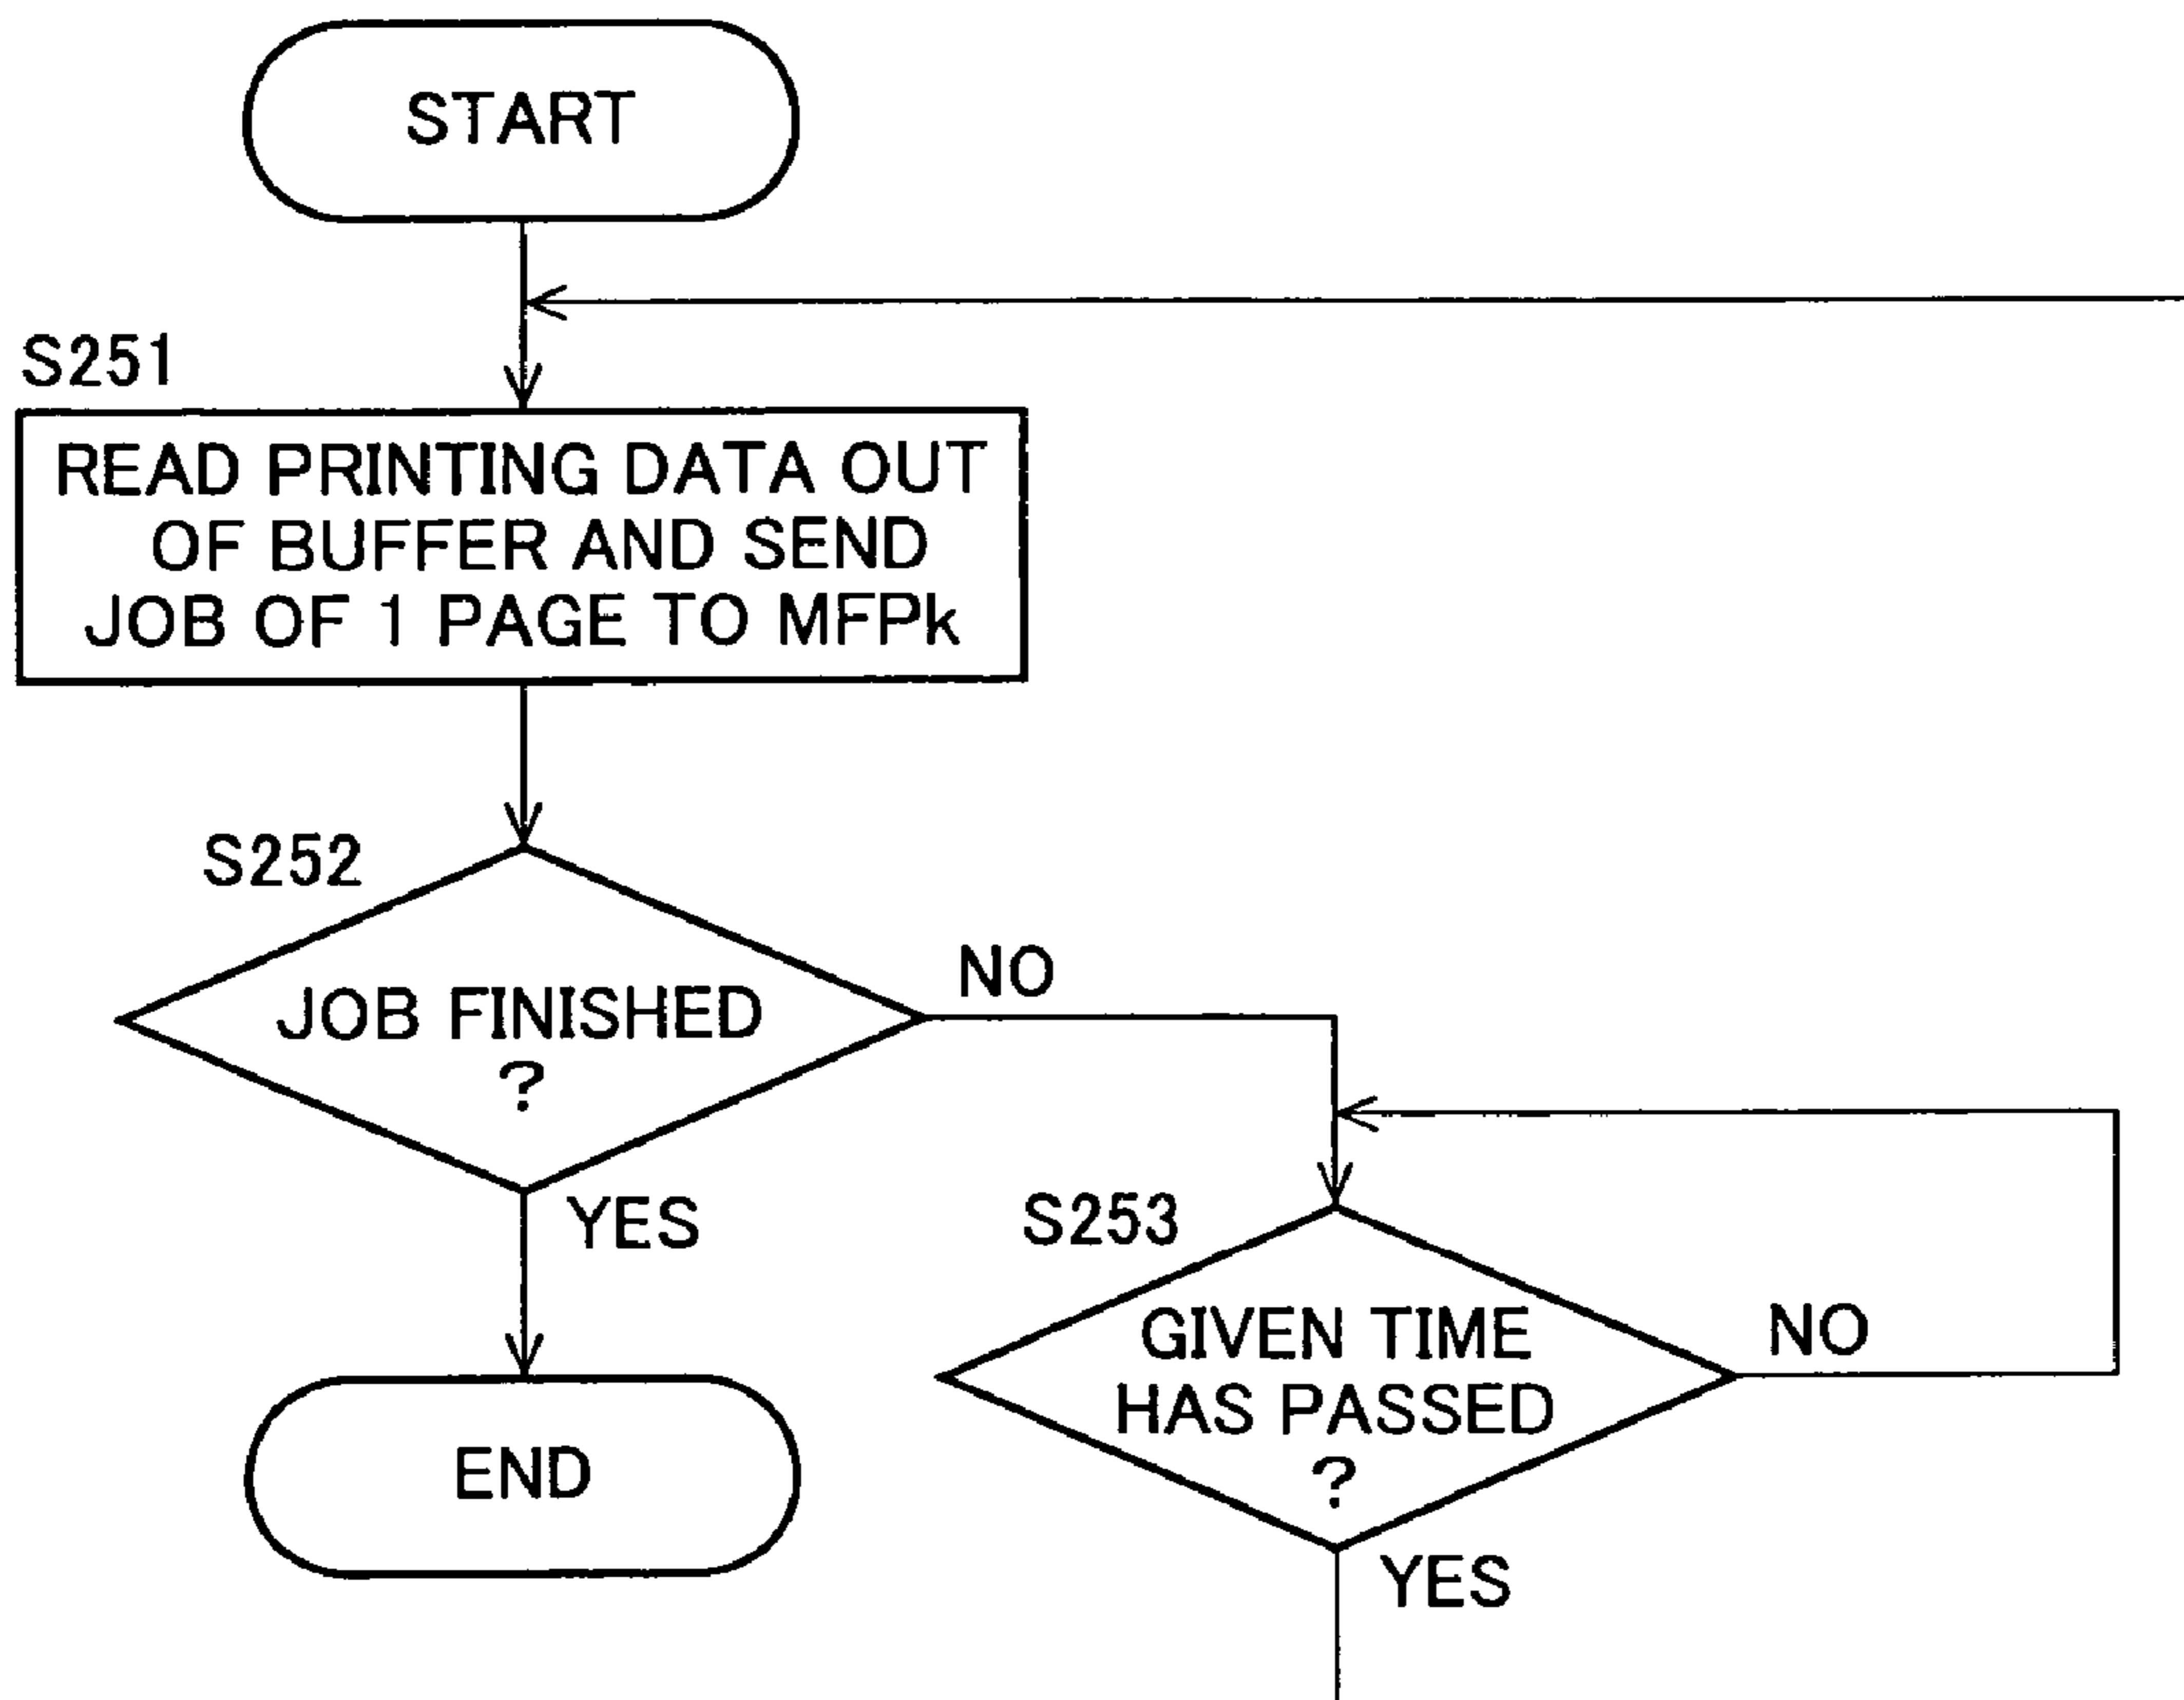 START
S251
READ PRINTING DATA OUT
OF BUFFER AND SEND
JOB OF 1 PAGE TO MFPk
S252
JOB FINISHED
?
NO
YES
S253
GIVEN TIME
HAS PASSED
?
NO
YES
END